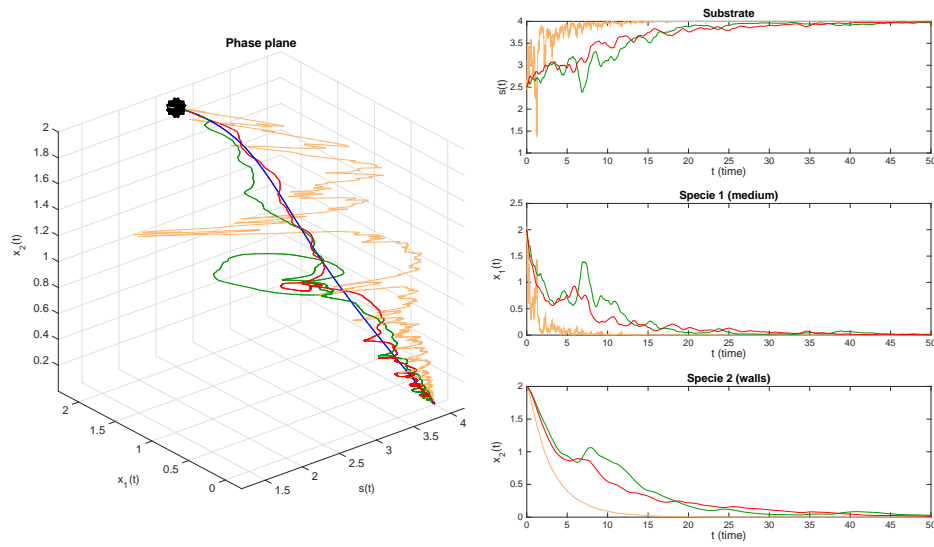 Phase plane
2
1.8
1.6
1.4
1.2
1
0.8
0.6
0.4
0.2
x2(t)
2
1.5
1
0.5
0
x1(t)
1.5
2
2.5
3
3.5
4
s(t)
Substrate
4
3.5
3
2.5
2
1.5
1
s(t)
0 5 10 15 20 25 30 35 40 45 50
t (time)
Specie 1 (medium)
2.5
2
1.5
1
0.5
0
x1(t)
0 5 10 15 20 25 30 35 40 45 50
t (time)
Specie 2 (walls)
2
1.5
1
0.5
0
x2(t)
0 5 10 15 20 25 30 35 40 45 50
t (time)